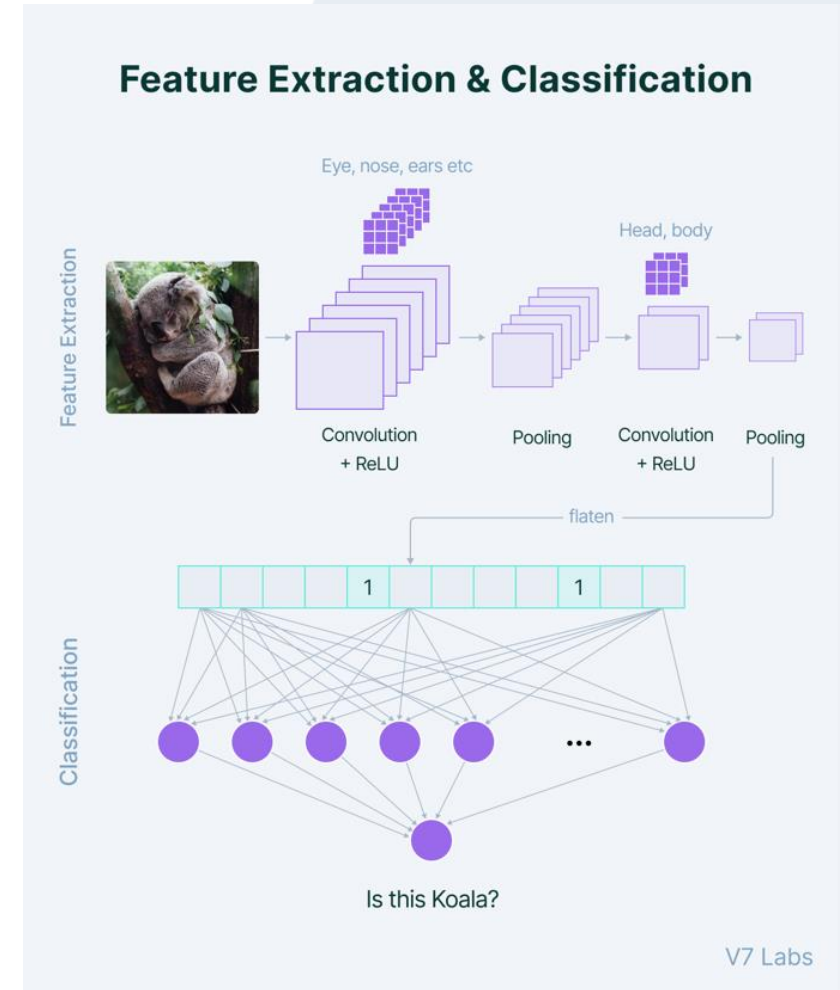 Feature Extraction & Classification
Eye, nose, ears etc
Head, body
Feature Extraction
Convolution
+ ReLU
Pooling
Convolution
+ ReLU
Pooling
flaten
1
1
Classification
...
Is this Koala?
V7 Labs